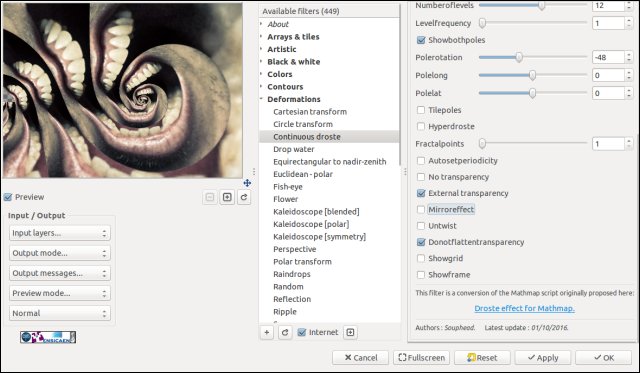 Preview
Input / Output
Input layers...
Output mode...
Output messages...
Preview mode...
Normal
ENSICAEN
Available filters (449)
About
Arrays & tiles
Artistic
Black & white
Colors
Contours
Deformations
Cartesian transform
Circle transform
Continuous droste
Drop water
Equirectangular to nadir-zenith
Euclidean - polar
Fish-eye
Flower
Kaleidoscope [blended]
Kaleidoscope [polar]
Kaleidoscope [symmetry]
Perspective
Polar transform
Raindrops
Random
Reflection
Ripple
Internet
Numberoflevels 12
Levelfrequency 1
Showbothpoles
Polerotation -48
Polelong 0
Polelat 0
Tilepoles
Hyperdroste
Fractalpoints 1
Autosetperiodicity
No transparency
External transparency
Mirroreffect
Untwist
Donotflattentransparency
Showgrid
Showframe
This filter is a conversion of the Mathmap script originally proposed here:
Droste effect for Mathmap.
Authors : Souphead. Latest update : 01/10/2016.
Cancel
Fullscreen
Reset
Apply
OK